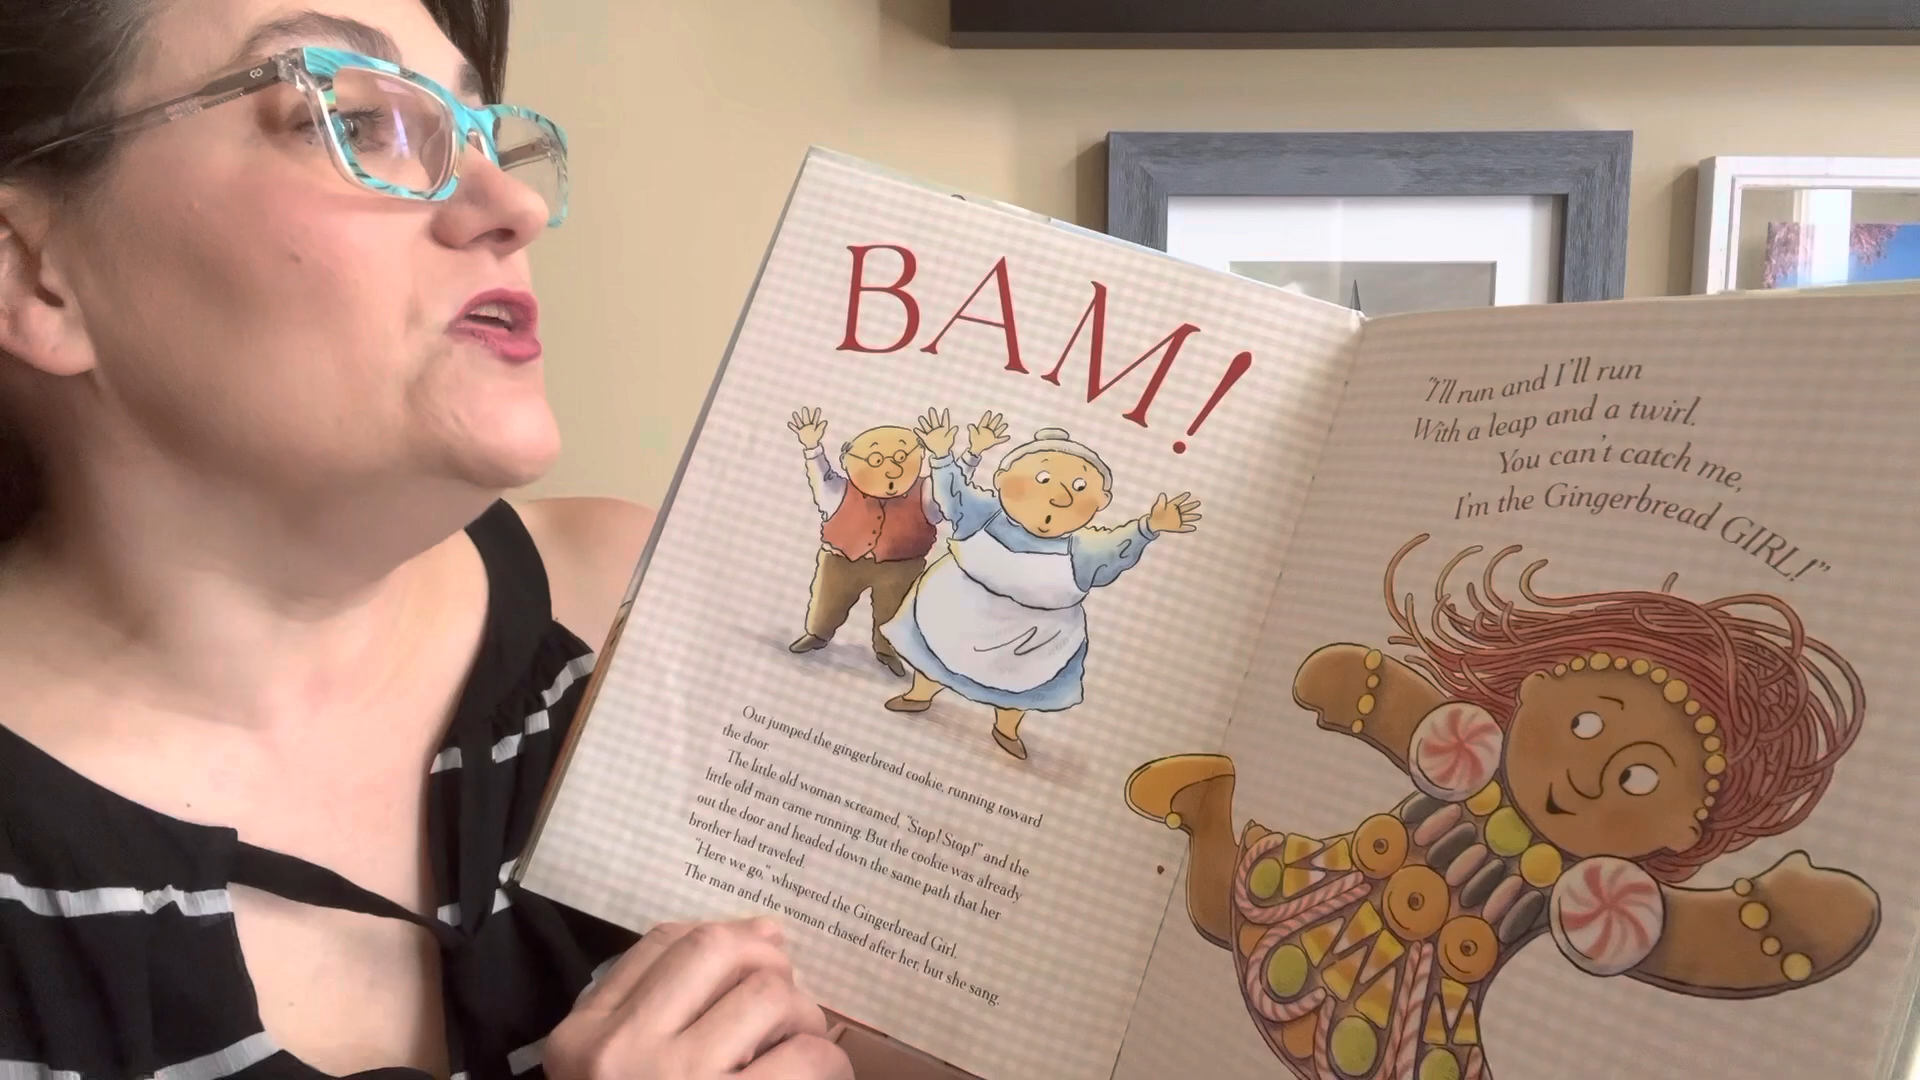 BAM!
Out jumped the gingerbread cookie, running toward
the door.
The little old woman screamed, "Stop! Stop!" and the
little old man came running. But the cookie was already
out the door and headed down the same path that her
brother had traveled.
"Here we go," whispered the Gingerbread Girl.
The man and the woman chased after her, but she sang,
"I'll run and I'll run
With a leap and a twirl.
You can't catch me,
I'm the Gingerbread GIRL!"